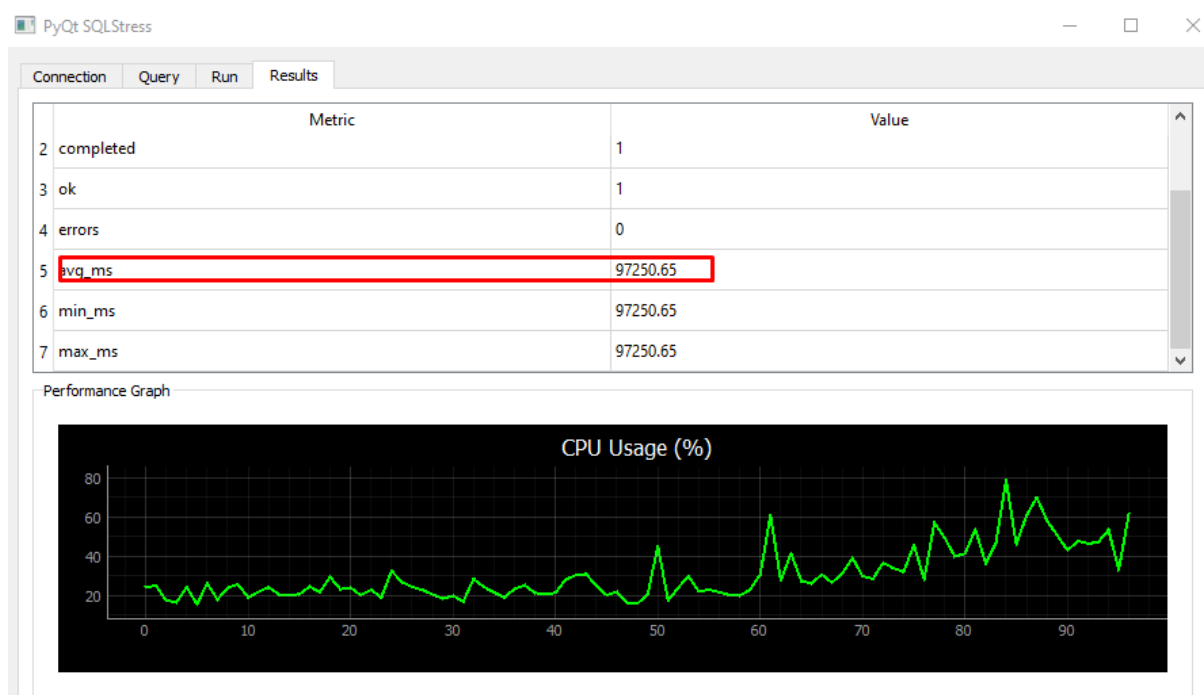 PyQt SQLStress
Connection Query Run Results
Metric Value
2 completed 1
3 ok 1
4 errors 0
5 avg_ms 97250.65
6 min_ms 97250.65
7 max_ms 97250.65
Performance Graph
CPU Usage (%)
80
60
40
20
0 10 20 30 40 50 60 70 80 90